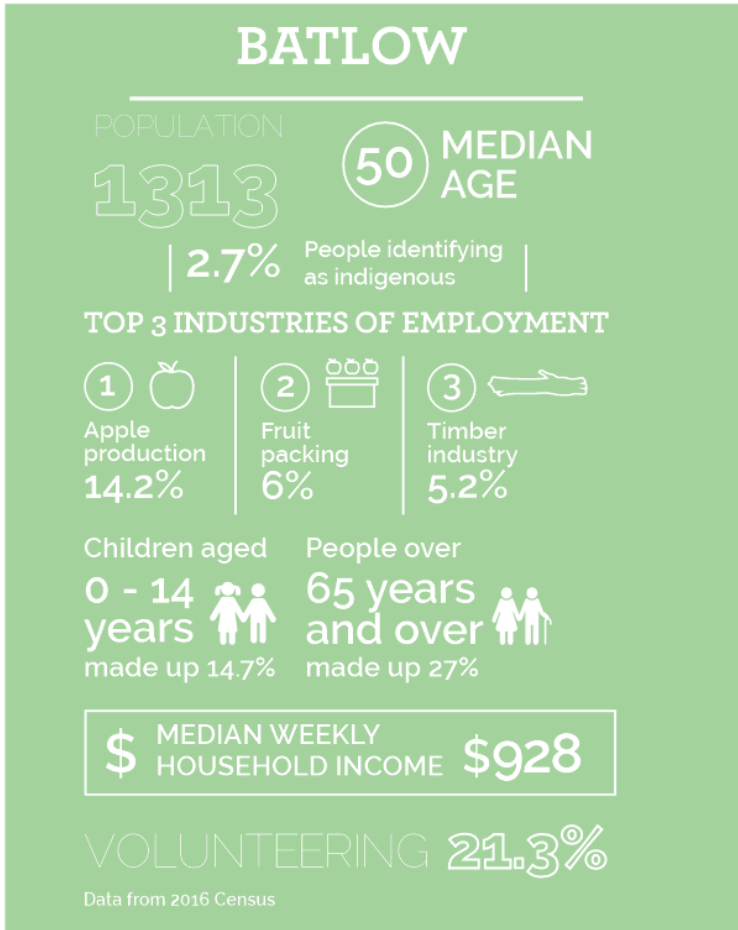 BATLOW
POPULATION
1313
50
MEDIAN
AGE
2.7%
People identifying
as indigenous
TOP 3 INDUSTRIES OF EMPLOYMENT
1
Apple
production
14.2%
2
Fruit
packing
6%
3
Timber
industry
5.2%
Children aged
0 - 14
years
made up 14.7%
People over
65 years
and over
made up 27%
$
MEDIAN WEEKLY
HOUSEHOLD INCOME
$928
VOLUNTEERING 21.3%
Data from 2016 Census